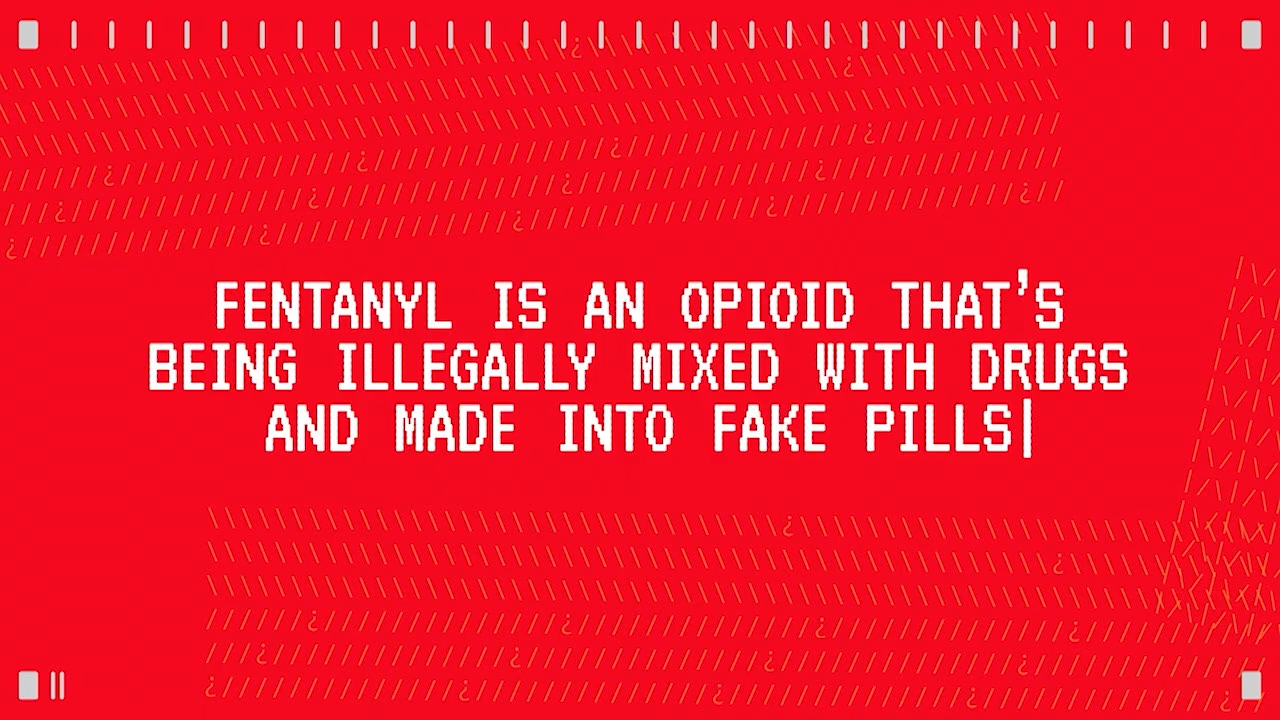 FENTANYL IS AN OPIOID THAT'S
BEING ILLEGALLY MIXED WITH DRUGS
AND MADE INTO FAKE PILLS